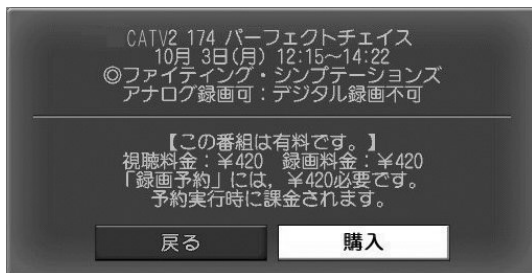 CATV2 174 パーフェクトチェイス
10月 3日(月) 12:15~14:22
◎ファイティング・シンプテーションズ
アナログ録画可:デジタル録画不可
【この番組は有料です。】
視聴料金:¥420 録画料金:¥420
「録画予約」には, ¥420必要です。
予約実行時に課金されます。
戻る
購入